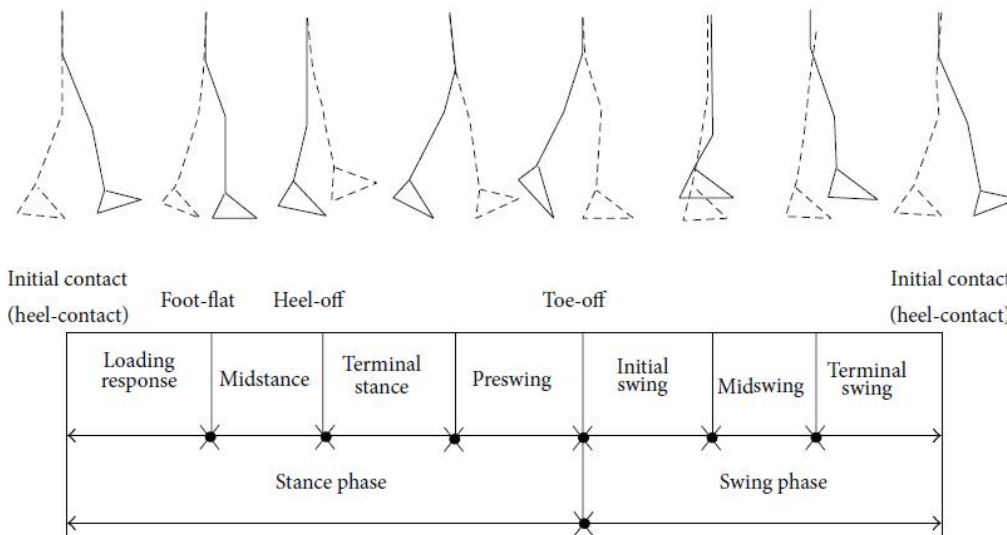 Initial contact
(heel-contact)
Foot-flat
Heel-off
Toe-off
Initial contact
(heel-contact)
Loading
response
Midstance
Terminal
stance
Preswing
Initial
swing
Midswing
Terminal
swing
Stance phase
Swing phase